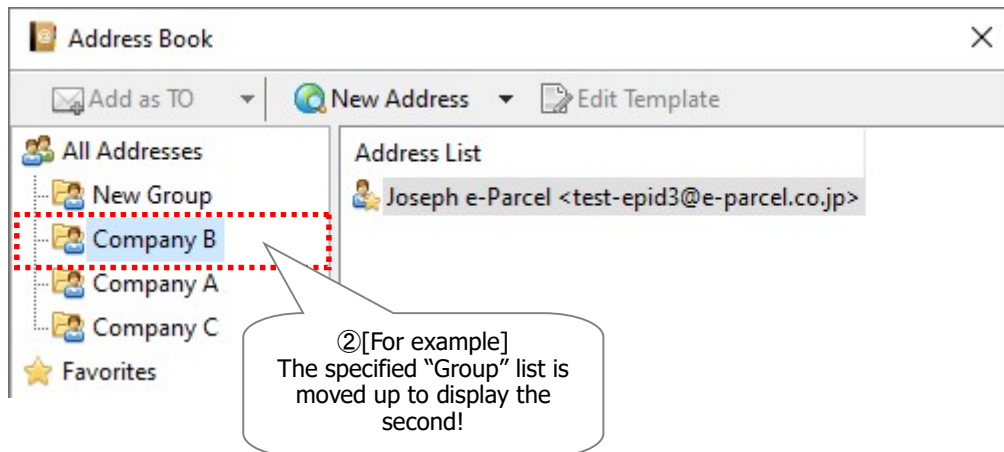 Address Book
Add as TO
New Address
Edit Template
All Addresses
New Group
Company B
Company A
Company C
Favorites
Address List
Joseph e-Parcel <test-epid3@e-parcel.co.jp>
②[For example]
The specified “Group” list is
moved up to display the
second!